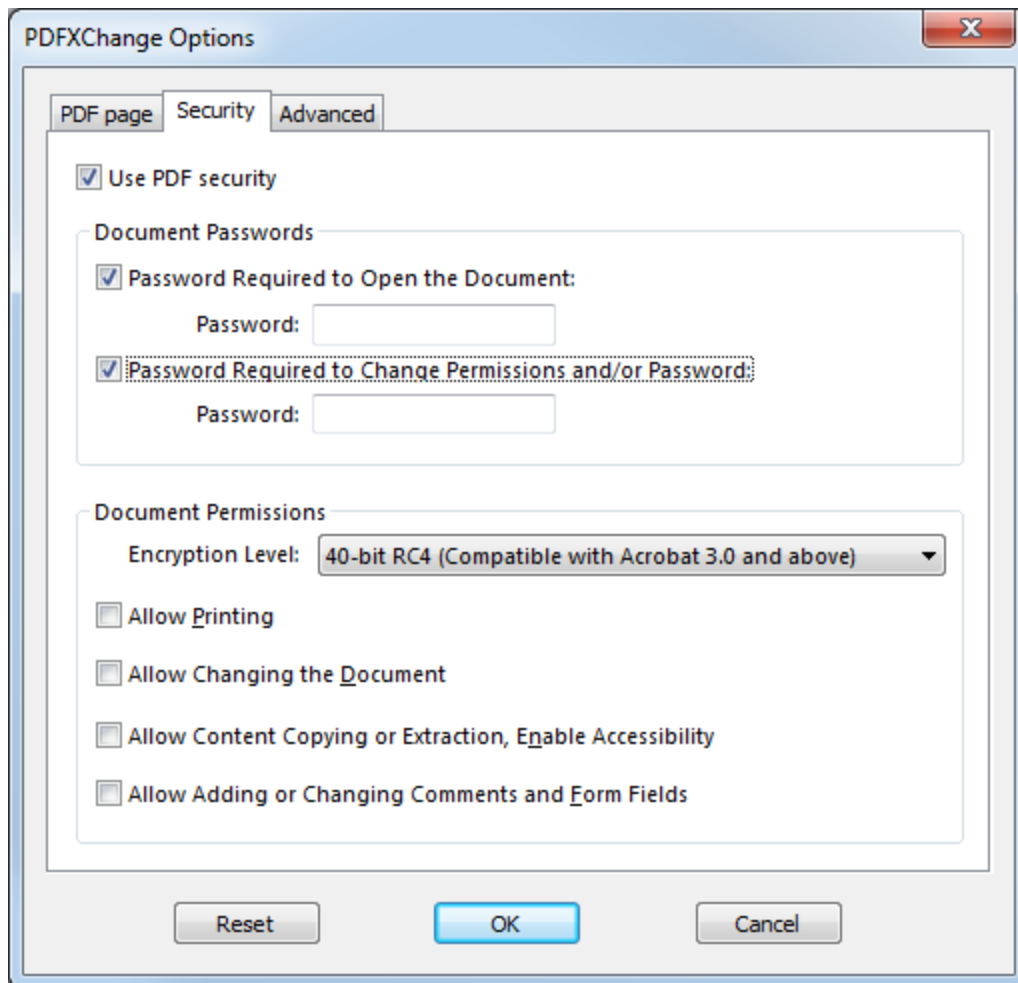 PDFXChange Options
PDF page Security Advanced
Use PDF security
Document Passwords
Password Required to Open the Document:
Password:
Password Required to Change Permissions and/or Password:
Password:
Document Permissions
Encryption Level: 40-bit RC4 (Compatible with Acrobat 3.0 and above)
Allow Printing
Allow Changing the Document
Allow Content Copying or Extraction, Enable Accessibility
Allow Adding or Changing Comments and Form Fields
Reset OK Cancel